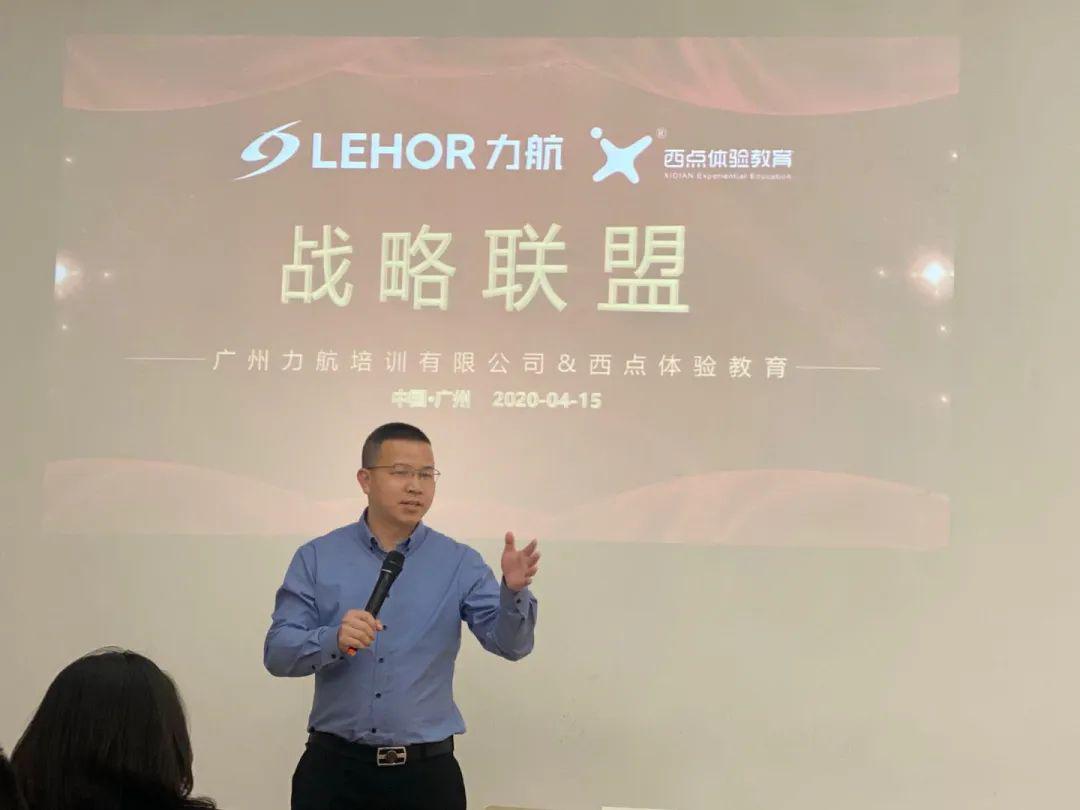 LEHOR 力航 ® 西点体验教育
XIDIAN Experiential Education
战略联盟
广州力航培训有限公司&西点体验教育
中国·广州 2020-04-15